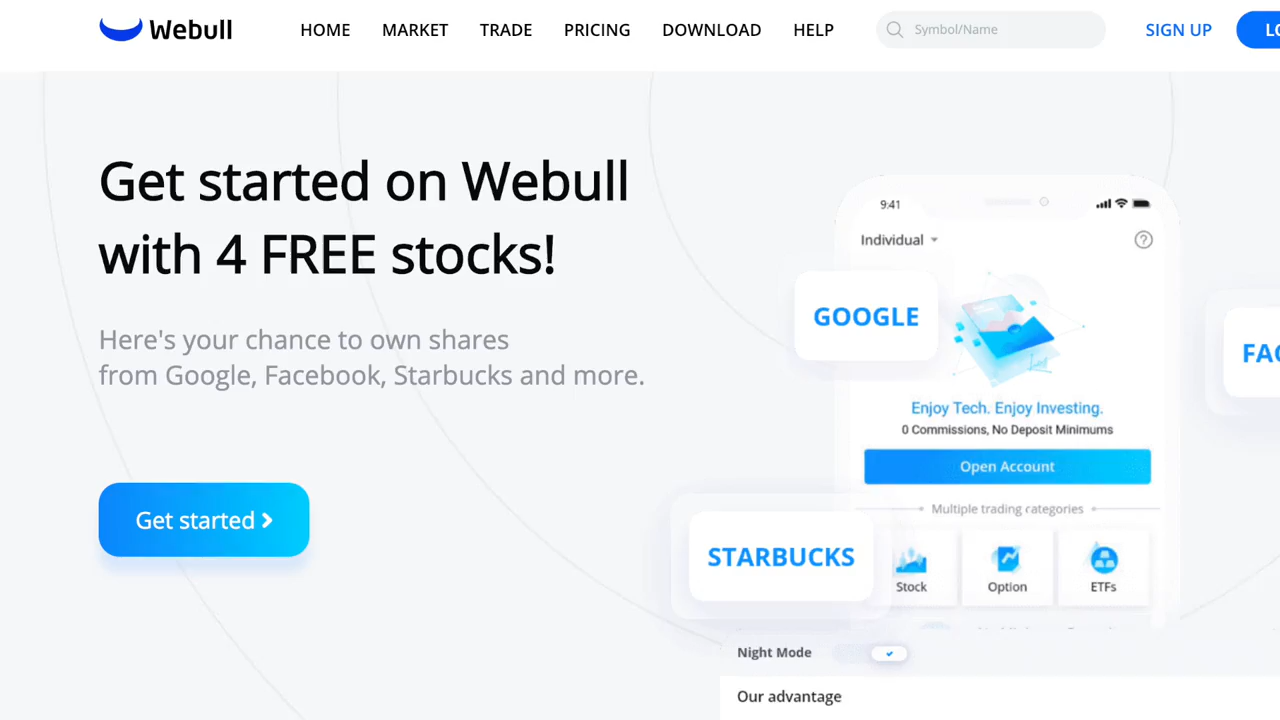 Webull
HOME
MARKET
TRADE
PRICING
DOWNLOAD
HELP
Symbol/Name
SIGN UP
Get started on Webull
with 4 FREE stocks!
Here's your chance to own shares
from Google, Facebook, Starbucks and more.
Get started
9:41
Individual
?
GOOGLE
Enjoy Tech. Enjoy Investing.
0 Commissions, No Deposit Minimums
Open Account
Multiple trading categories
STARBUCKS
Stock
Option
ETFs
Night Mode
Our advantage